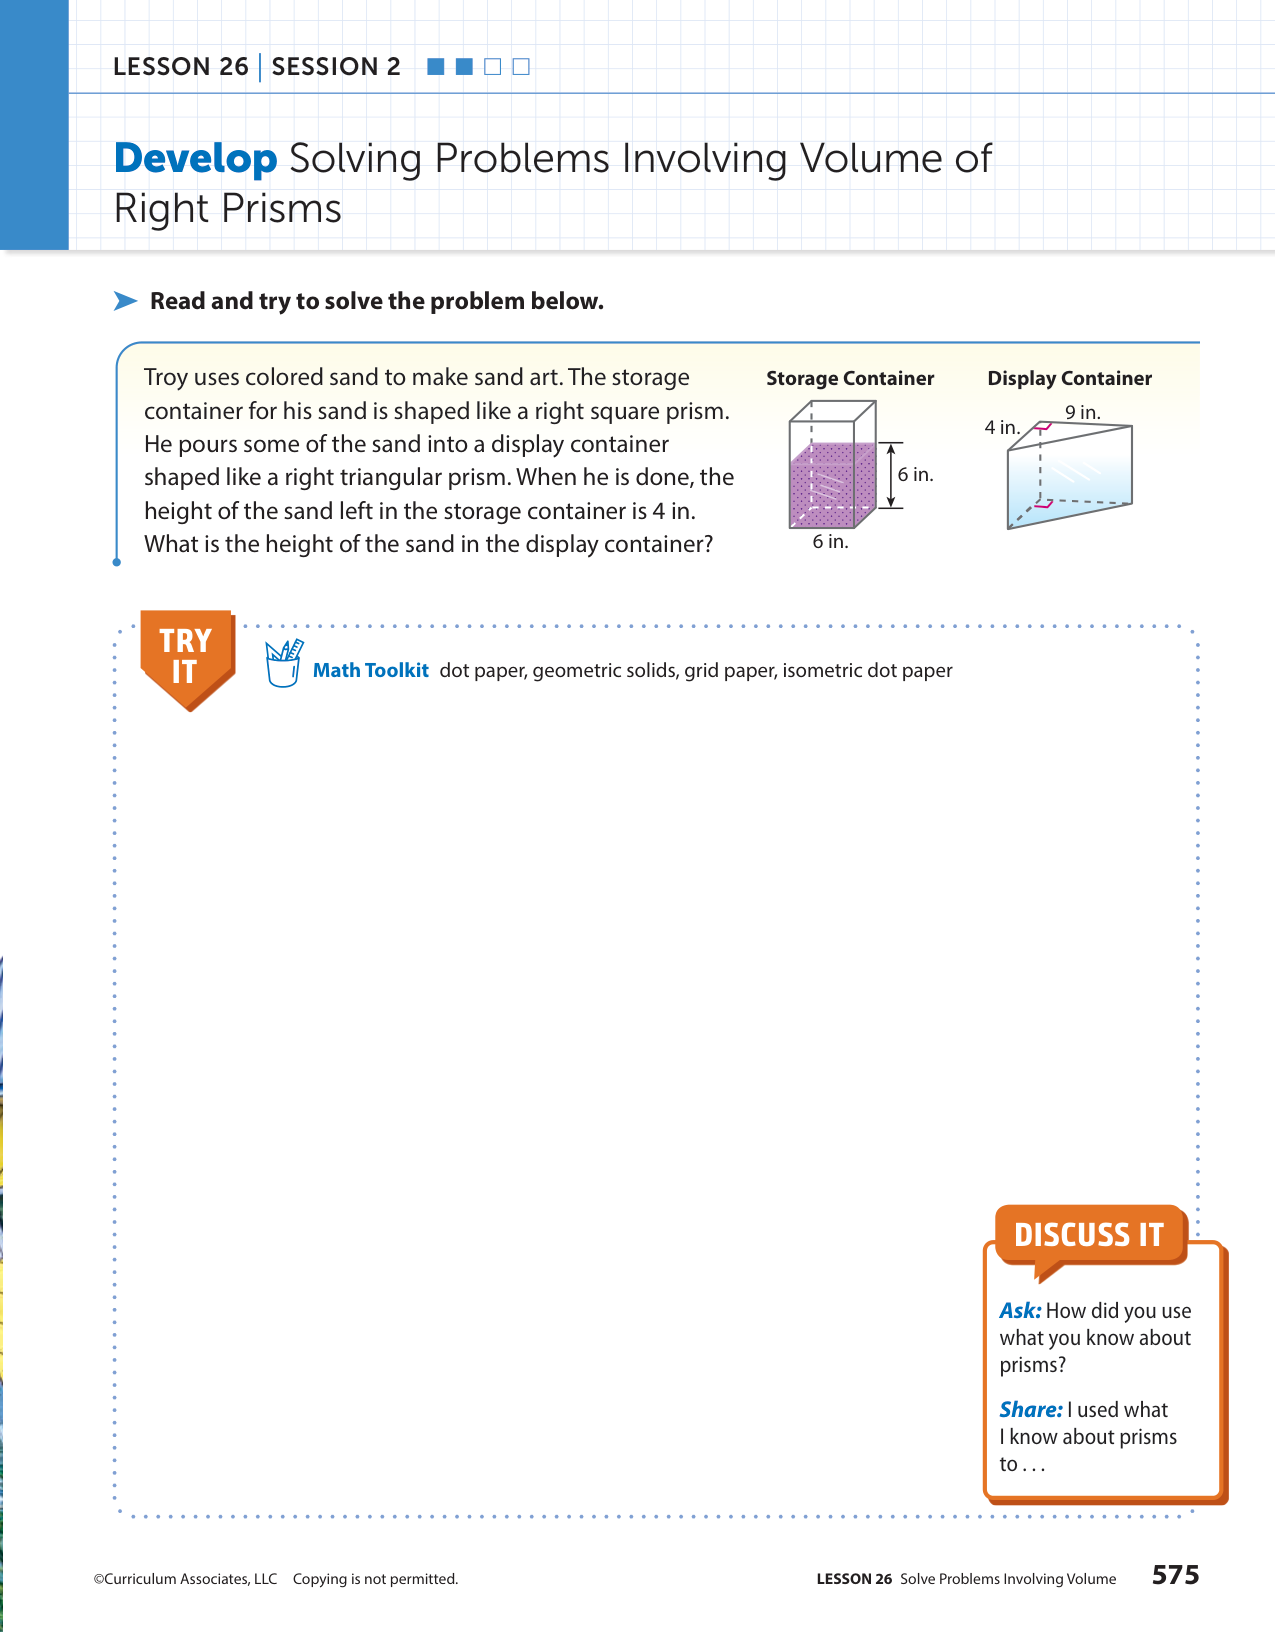 LESSON 26 | SESSION 2
Develop Solving Problems Involving Volume of
Right Prisms
Read and try to solve the problem below.
Troy uses colored sand to make sand art. The storage
container for his sand is shaped like a right square prism.
He pours some of the sand into a display container
shaped like a right triangular prism. When he is done, the
height of the sand left in the storage container is 4 in.
What is the height of the sand in the display container?
Storage Container
6 in.
6 in.
Display Container
9 in.
4 in.
TRY
IT
Math Toolkit dot paper, geometric solids, grid paper, isometric dot paper
DISCUSS IT
Ask: How did you use
what you know about
prisms?
Share: I used what
I know about prisms
to . . .
©Curriculum Associates, LLC Copying is not permitted.
LESSON 26 Solve Problems Involving Volume 575